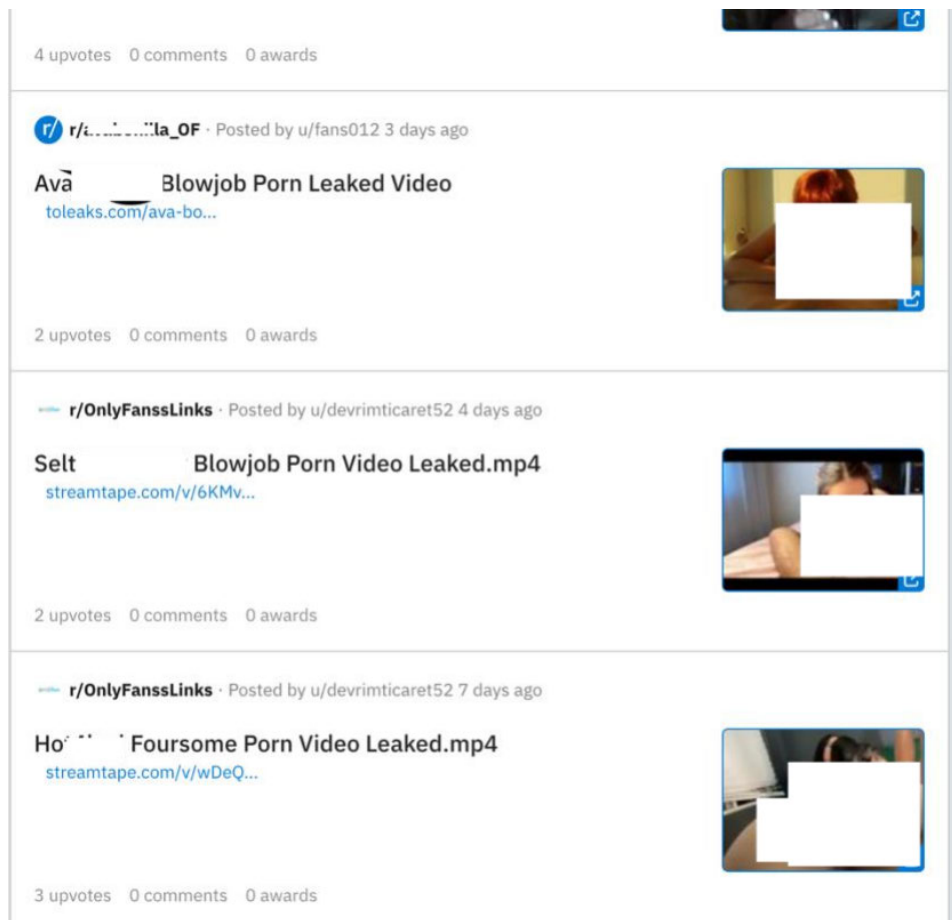 4 upvotes 0 comments 0 awards
r/ la_OF · Posted by u/fans012 3 days ago
Ava Blowjob Porn Leaked Video
toleaks.com/ava-bo...
2 upvotes 0 comments 0 awards
r/OnlyFanssLinks · Posted by u/devrimticaret52 4 days ago
Selt Blowjob Porn Video Leaked.mp4
streamtape.com/v/6KMv...
2 upvotes 0 comments 0 awards
r/OnlyFanssLinks · Posted by u/devrimticaret52 7 days ago
Ho Foursome Porn Video Leaked.mp4
streamtape.com/v/wDeQ...
3 upvotes 0 comments 0 awards